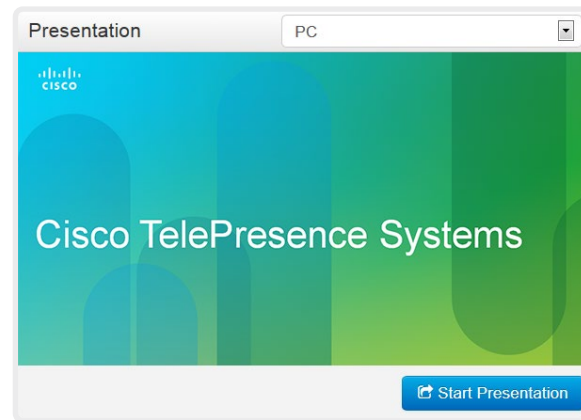 Presentation
PC
CISCO
Cisco TelePresence Systems
Start Presentation